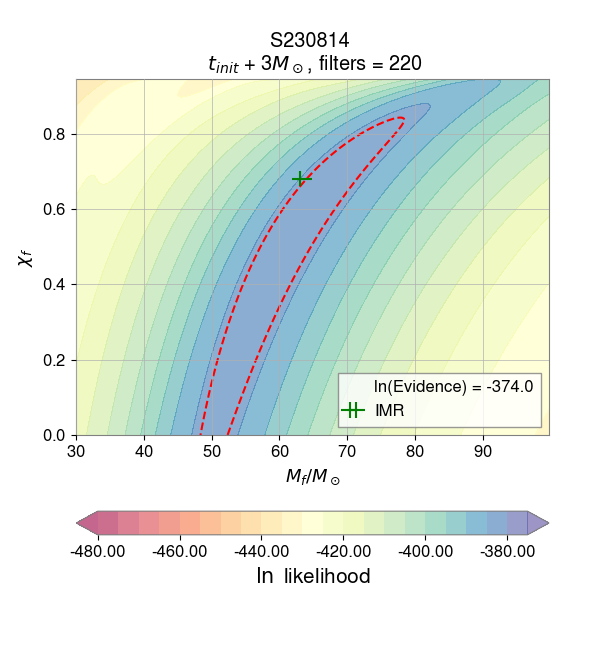 S230814
t_init + 3M_⊙, filters = 220
0.8
0.6
0.4
0.2
0.0
χ_f
ln(Evidence) = -374.0
IMR
30 40 50 60 70 80 90
M_f/M_⊙
-480.00 -460.00 -440.00 -420.00 -400.00 -380.00
ln likelihood